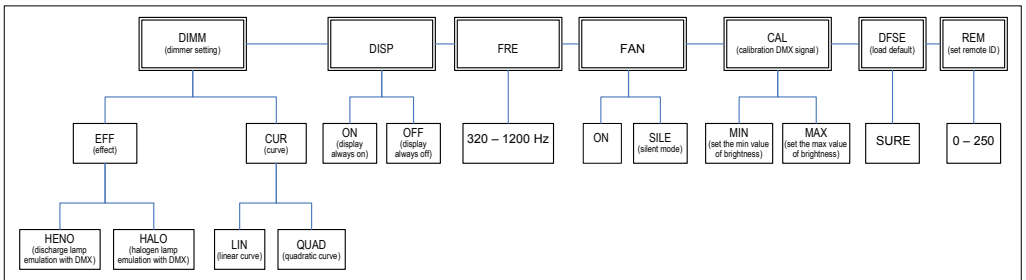 DIMM
(dimmer setting)
DISP
FRE
FAN
CAL
(calibration DMX signal)
DFSE
(load default)
REM
(set remote ID)
EFF
(effect)
CUR
(curve)
ON
(display
always on)
OFF
(display
always off)
320 – 1200 Hz
ON
SILE
(silent mode)
MIN
(set the min value
of brightness)
MAX
(set the max value
of brightness)
SURE
0 – 250
HENO
(discharge lamp
emulation with DMX)
HALO
(halogen lamp
emulation with DMX)
LIN
(linear curve)
QUAD
(quadratic curve)